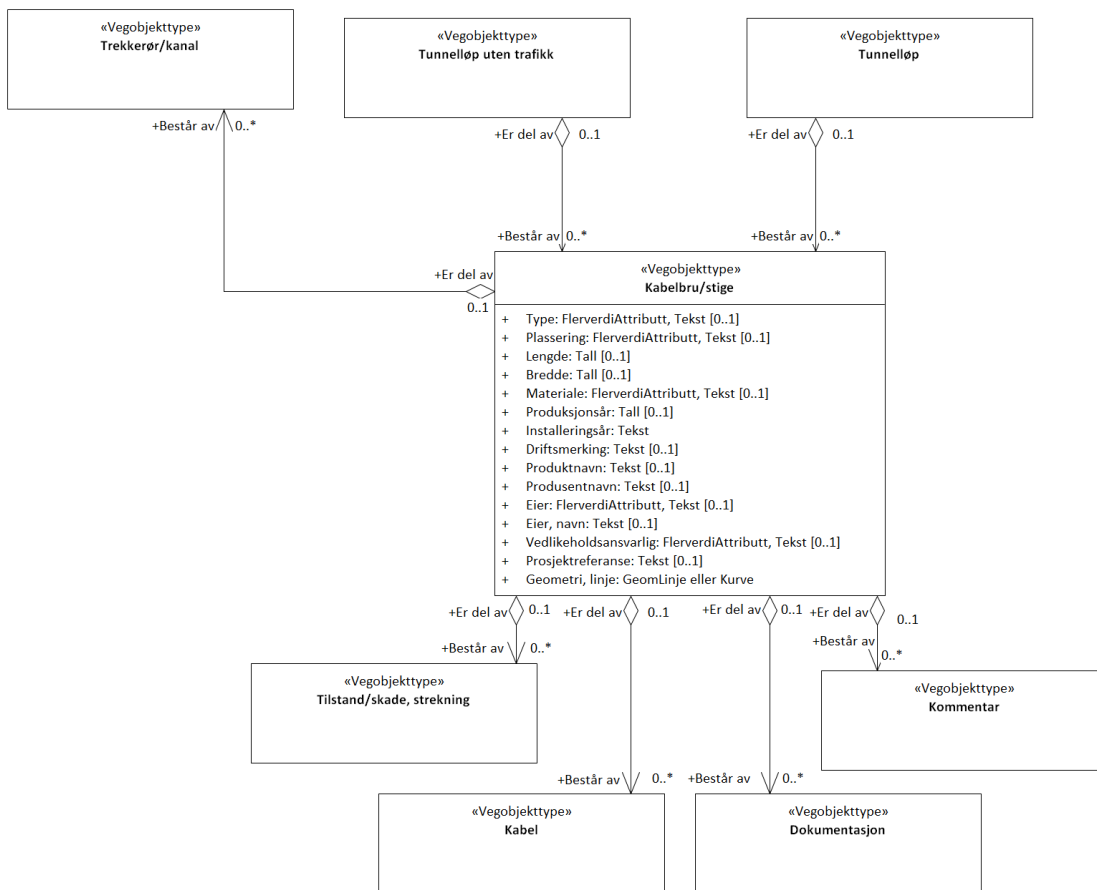 «Vegobjekttype»
Trekkerør/kanal
«Vegobjekttype»
Tunnelløp uten trafikk
«Vegobjekttype»
Tunnelløp
+Består av 0..*
+Er del av 0..1
+Er del av 0..1
+Består av 0..*
+Består av 0..*
+Er del av
0..1
«Vegobjekttype»
Kabelbru/stige
+ Type: FlerverdiAttributt, Tekst [0..1]
+ Plassering: FlerverdiAttributt, Tekst [0..1]
+ Lengde: Tall [0..1]
+ Bredde: Tall [0..1]
+ Materiale: FlerverdiAttributt, Tekst [0..1]
+ Produksjonsår: Tall [0..1]
+ Installeringsår: Tekst
+ Driftsmerking: Tekst [0..1]
+ Produktnavn: Tekst [0..1]
+ Produsentnavn: Tekst [0..1]
+ Eier: FlerverdiAttributt, Tekst [0..1]
+ Eier, navn: Tekst [0..1]
+ Vedlikeholdsansvarlig: FlerverdiAttributt, Tekst [0..1]
+ Prosjektreferanse: Tekst [0..1]
+ Geometri, linje: GeomLinje eller Kurve
+Er del av 0..1
+Er del av 0..1
+Er del av 0..1
+Er del av 0..1
+Består av 0..*
+Består av 0..*
«Vegobjekttype»
Tilstand/skade, strekning
«Vegobjekttype»
Kommentar
+Består av 0..*
+Består av 0..*
«Vegobjekttype»
Kabel
«Vegobjekttype»
Dokumentasjon